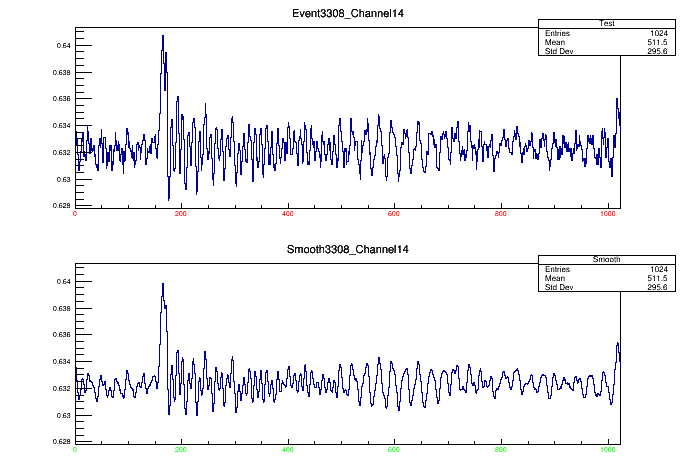 Event3308_Channel14
Test
Entries 1024
Mean 511.5
Std Dev 295.6
0.64
0.638
0.636
0.634
0.632
0.63
0.628
0 200 400 600 800 1000
Smooth3308_Channel14
Smooth
Entries 1024
Mean 511.5
Std Dev 295.6
0.64
0.638
0.636
0.634
0.632
0.63
0.628
0 200 400 600 800 1000